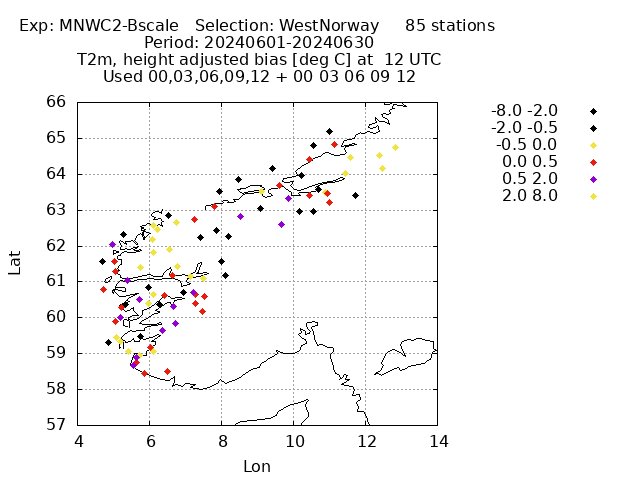 Exp: MNWC2-Bscale   Selection: WestNorway     85 stations
Period: 20240601-20240630
T2m, height adjusted bias [deg C] at  12 UTC
Used 00,03,06,09,12 + 00 03 06 09 12
-8.0 -2.0
-2.0 -0.5
-0.5 0.0
0.0 0.5
0.5 2.0
2.0 8.0
66
65
64
63
62
61
60
59
58
57
Lat
4 6 8 10 12 14
Lon